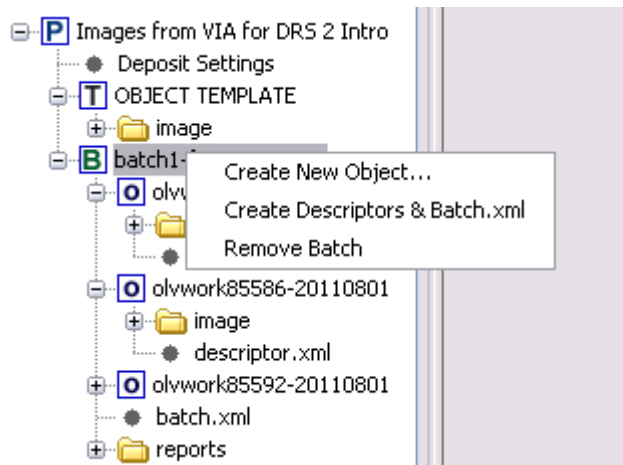 P Images from VIA for DRS 2 Intro
Deposit Settings
T OBJECT TEMPLATE
image
B batch1-
Create New Object...
O
Create Descriptors & Batch.xml
Remove Batch
O olvwork85586-20110801
image
descriptor.xml
O olvwork85592-20110801
batch.xml
reports